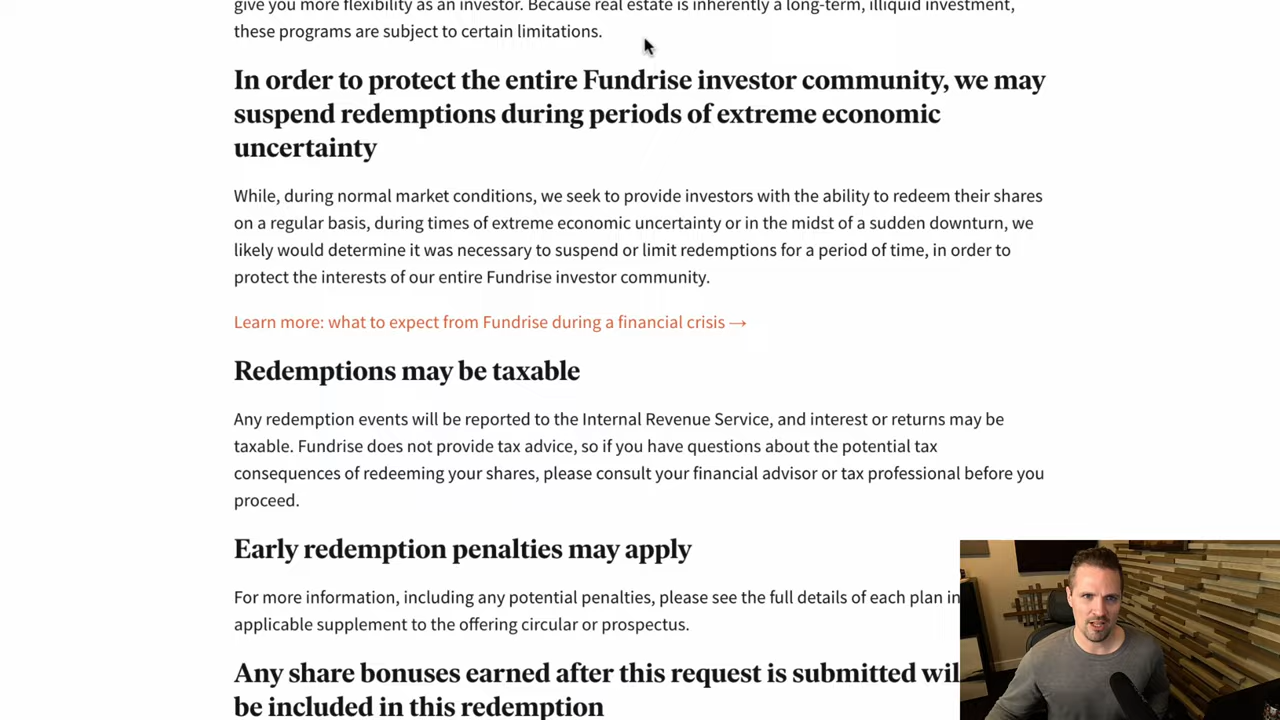 give you more flexibility as an investor. Because real estate is inherently a long-term, illiquid investment,
these programs are subject to certain limitations.
In order to protect the entire Fundrise investor community, we may
suspend redemptions during periods of extreme economic
uncertainty
While, during normal market conditions, we seek to provide investors with the ability to redeem their shares
on a regular basis, during times of extreme economic uncertainty or in the midst of a sudden downturn, we
likely would determine it was necessary to suspend or limit redemptions for a period of time, in order to
protect the interests of our entire Fundrise investor community.
Learn more: what to expect from Fundrise during a financial crisis →
Redemptions may be taxable
Any redemption events will be reported to the Internal Revenue Service, and interest or returns may be
taxable. Fundrise does not provide tax advice, so if you have questions about the potential tax
consequences of redeeming your shares, please consult your financial advisor or tax professional before you
proceed.
Early redemption penalties may apply
For more information, including any potential penalties, please see the full details of each plan in
applicable supplement to the offering circular or prospectus.
Any share bonuses earned after this request is submitted wil
be included in this redemption